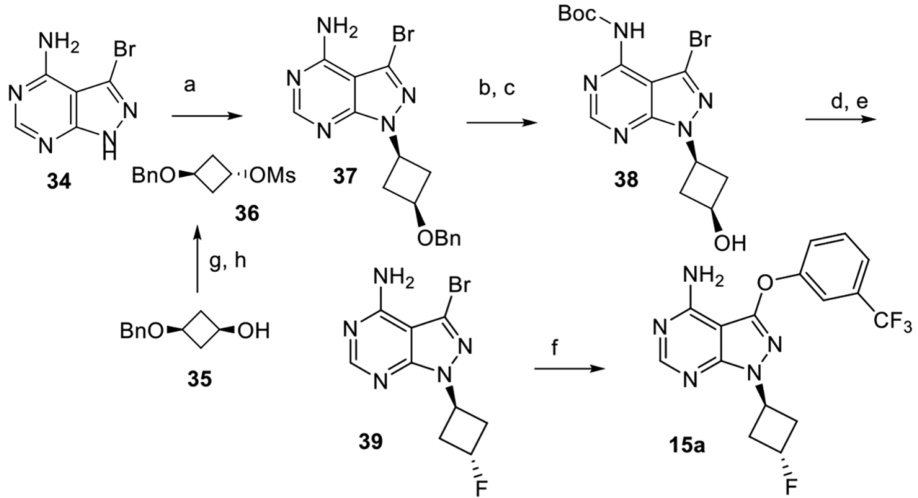 NH₂
Br
N
N
N
N
H
34
a
BnO
OMs
36
g, h
BnO
OH
35
NH₂
Br
N
N
N
N
37
OBn
b, c
Boc
NH
Br
N
N
N
N
38
OH
d, e
NH₂
Br
N
N
N
N
39
F
f
NH₂
O
CF₃
N
N
N
N
15a
F